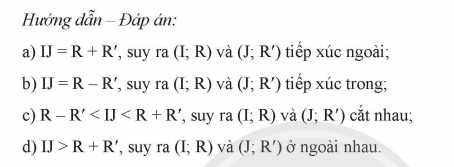 Hướng dẫn – Đáp án:
a) IJ = R + R′, suy ra (I; R) và (J; R′) tiếp xúc ngoài;
b) IJ = R – R′, suy ra (I; R) và (J; R′) tiếp xúc trong;
c) R – R′ < IJ < R + R′, suy ra (I; R) và (J; R′) cắt nhau;
d) IJ > R + R′, suy ra (I; R) và (J; R′) ở ngoài nhau.